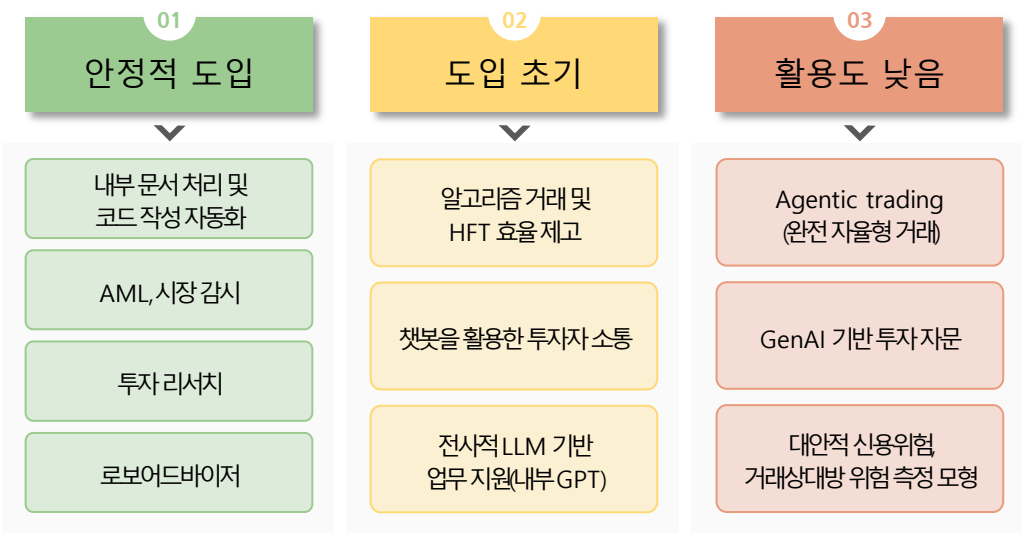 01
안정적 도입
내부 문서 처리 및
코드 작성 자동화
AML, 시장 감시
투자 리서치
로보어드바이저
02
도입 초기
알고리즘 거래 및
HFT 효율 제고
챗봇을 활용한 투자자 소통
전사적 LLM 기반
업무 지원(내부 GPT)
03
활용도 낮음
Agentic trading
(완전 자율형 거래)
GenAI 기반 투자 자문
대안적 신용위험,
거래상대방 위험 측정 모형